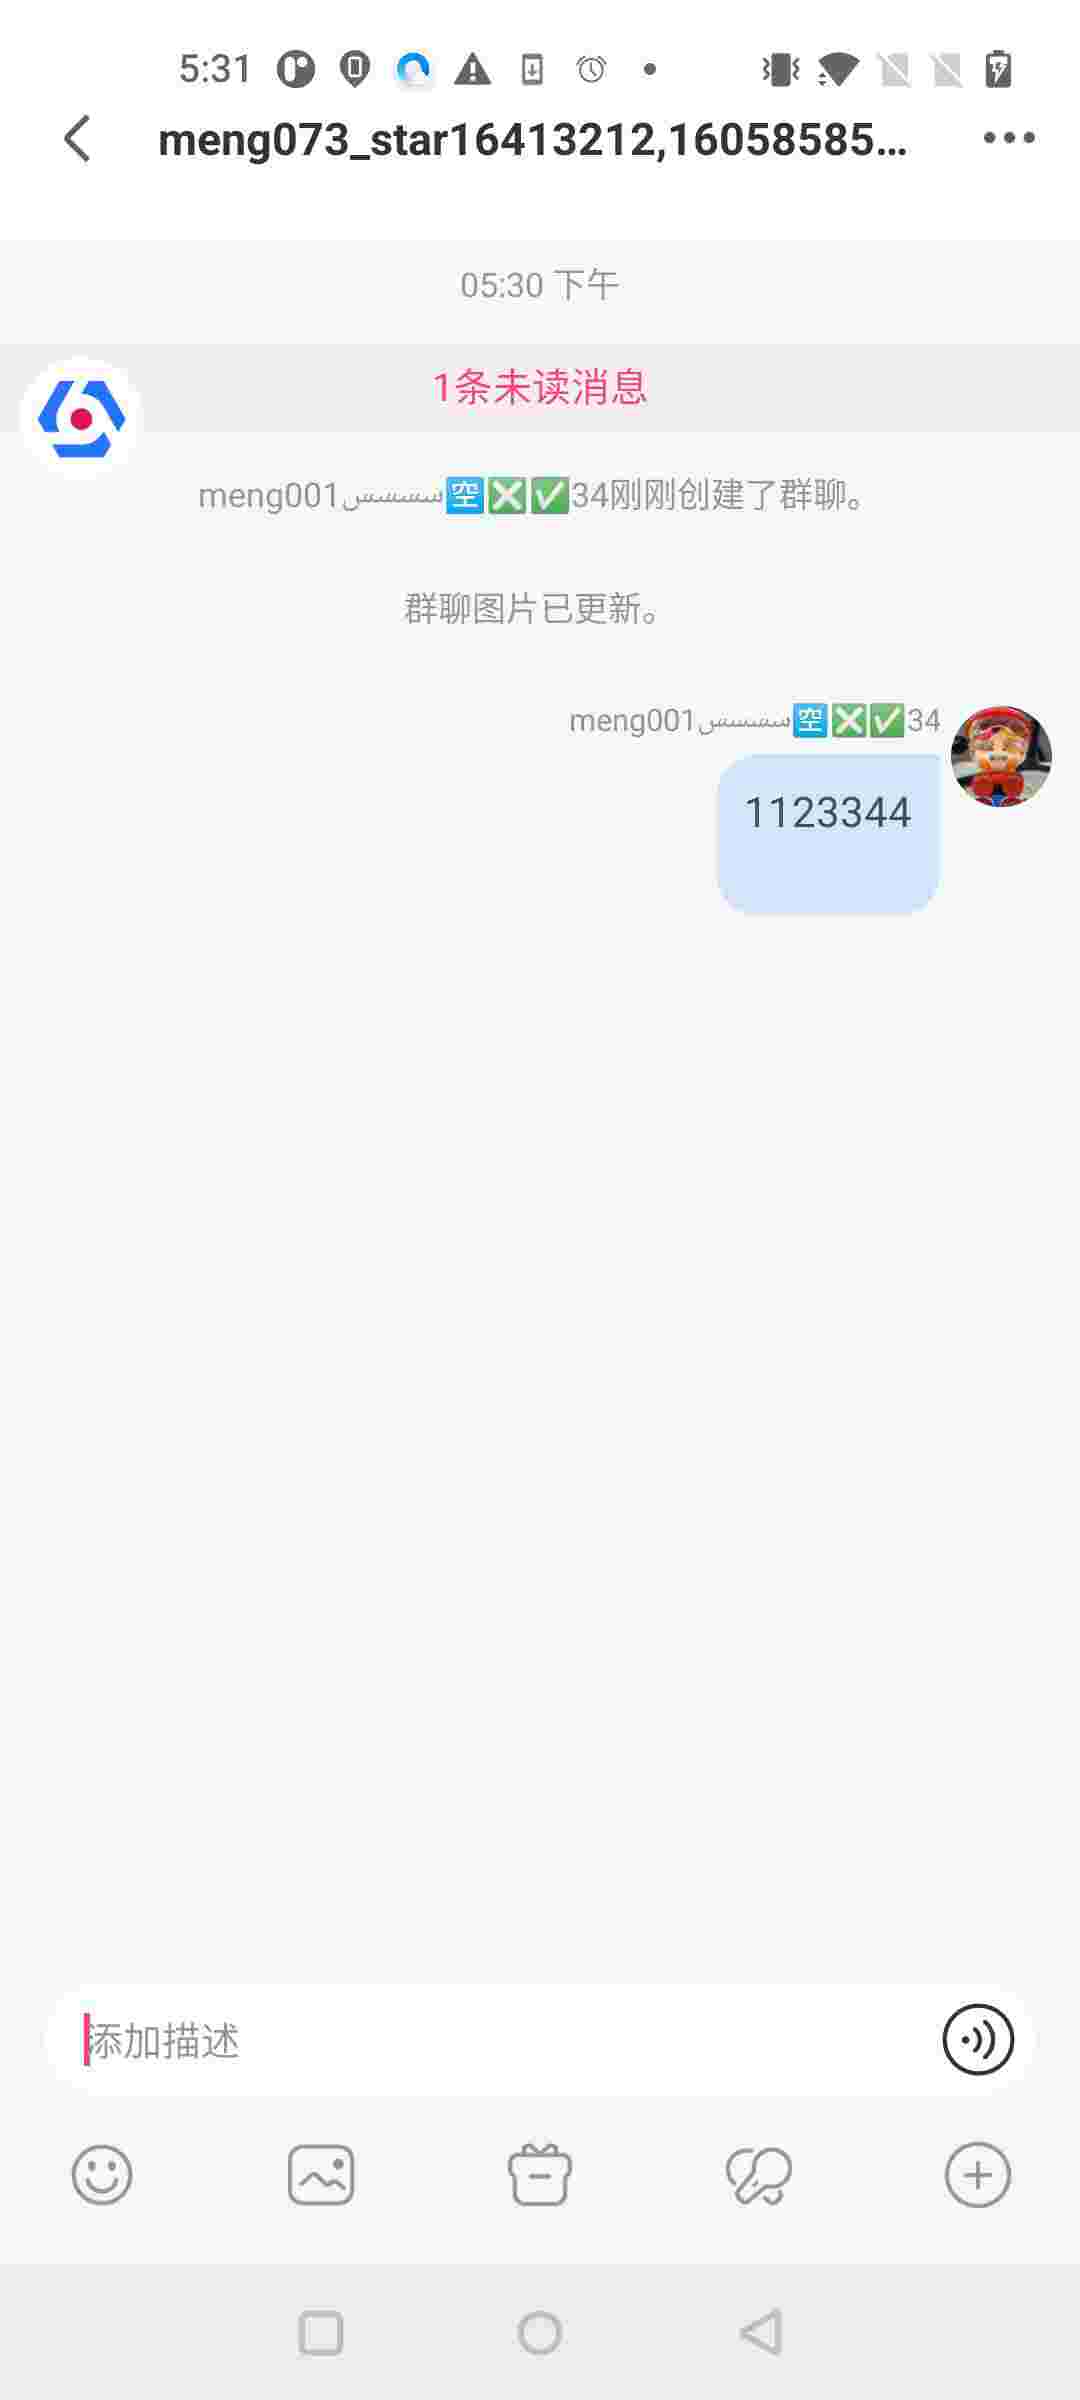 5:31
meng073_star16413212,16058585...
05:30 下午
1条未读消息
meng001سسسسس🈳❎✅34刚刚创建了群聊。
群聊图片已更新。
meng001سسسسس🈳❎✅34
1123344
添加描述